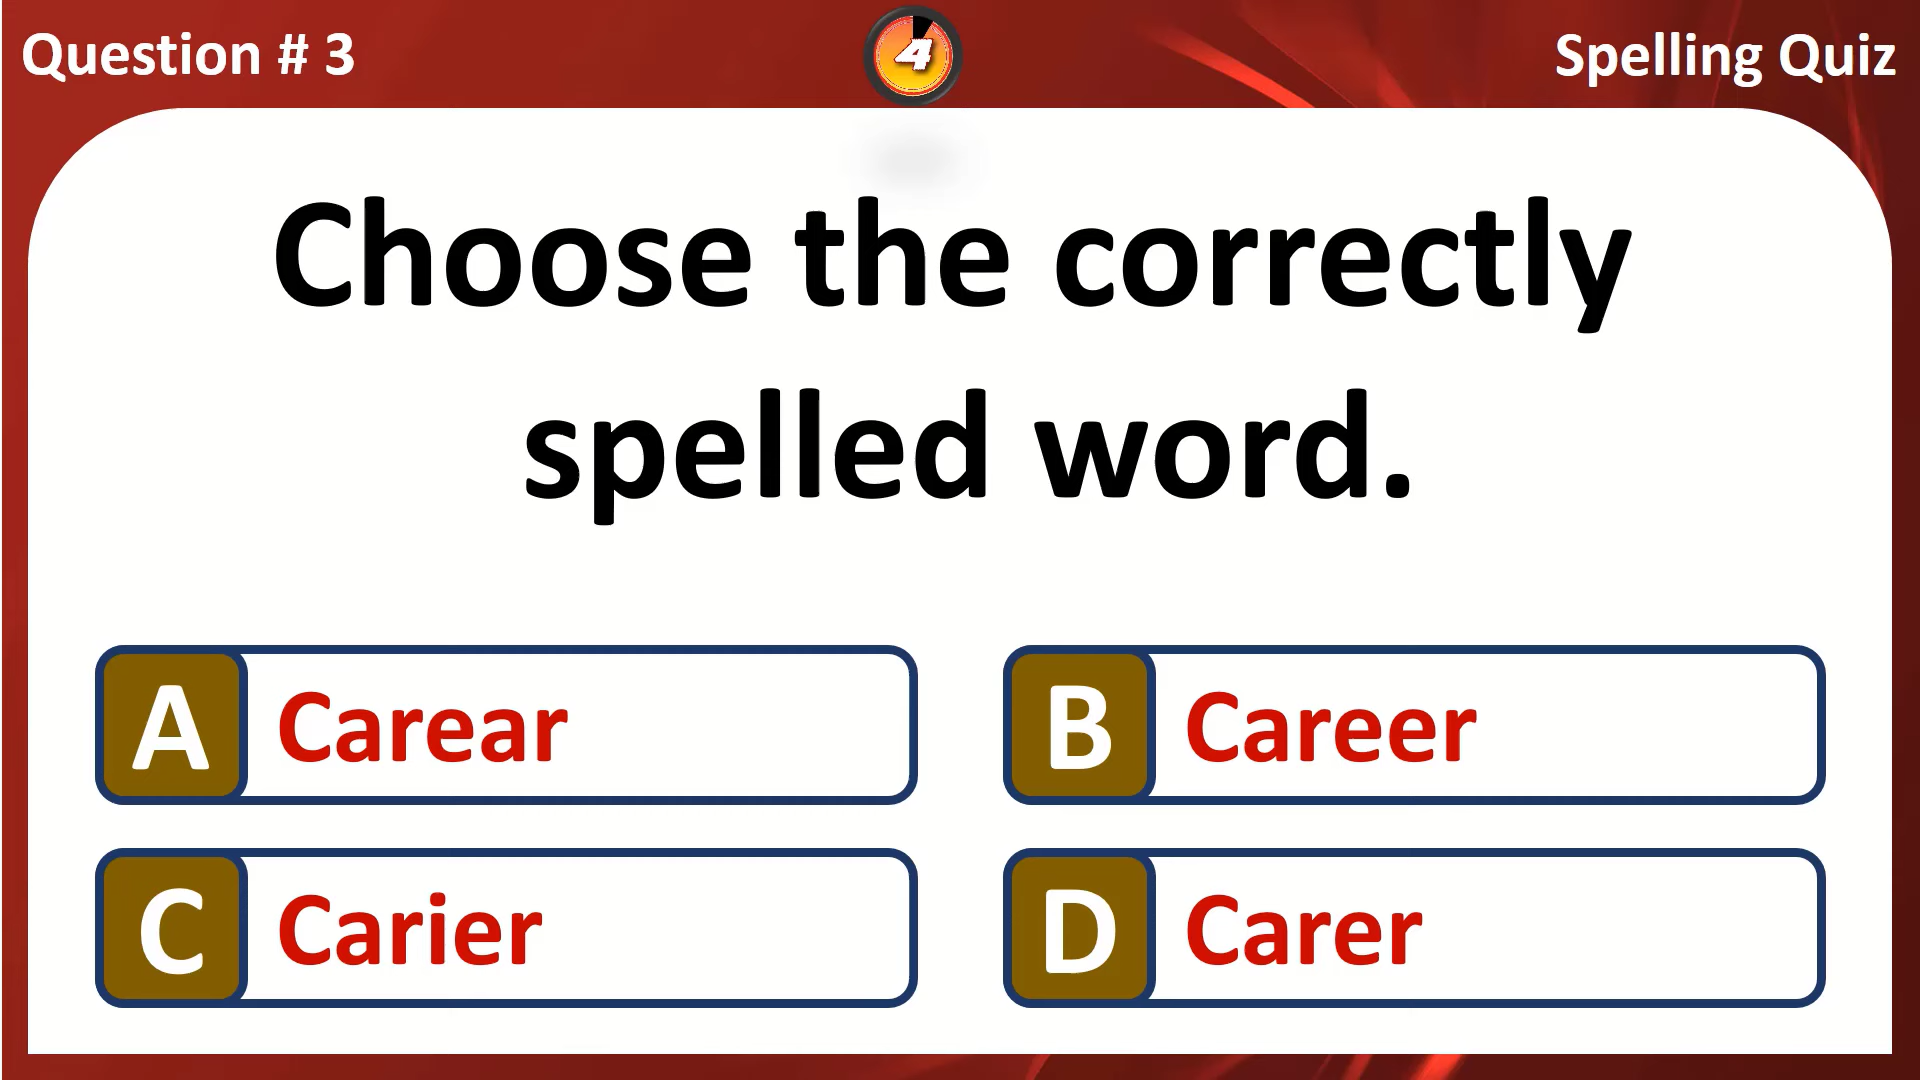 Question # 3
4
Spelling Quiz
Choose the correctly
spelled word.
A Carear
B Career
C Carier
D Carer